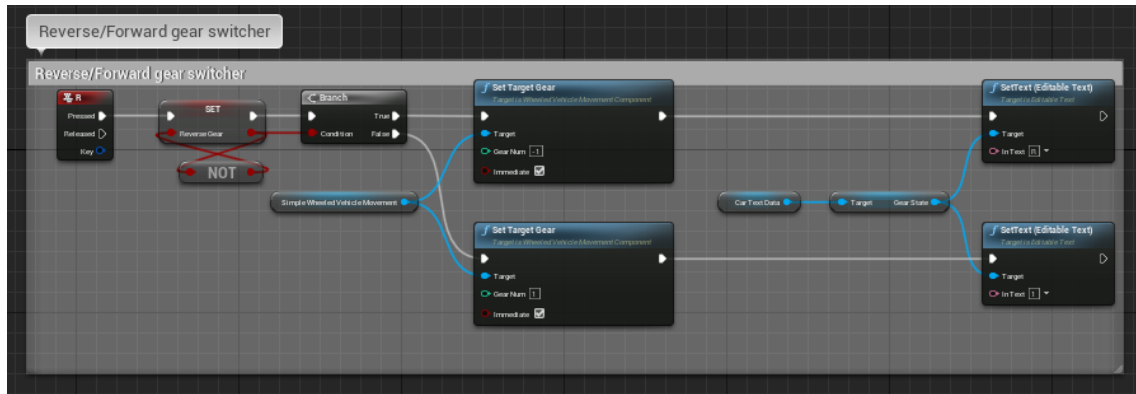 Reverse/Forward gear switcher
Reverse/Forward gear switcher
R
Pressed
Released
Key
SET
Reverse Gear
NOT
Branch
True
Condition
False
Simple Wheeled Vehicle Movement
Set Target Gear
Target is Wheeled Vehicle Movement Component
Target
Gear Num -1
Immediate
Set Target Gear
Target is Wheeled Vehicle Movement Component
Target
Gear Num 1
Immediate
Car Text Data
Target
Gear State
SetText (Editable Text)
Target is Editable Text
Target
In Text R
SetText (Editable Text)
Target is Editable Text
Target
In Text 1